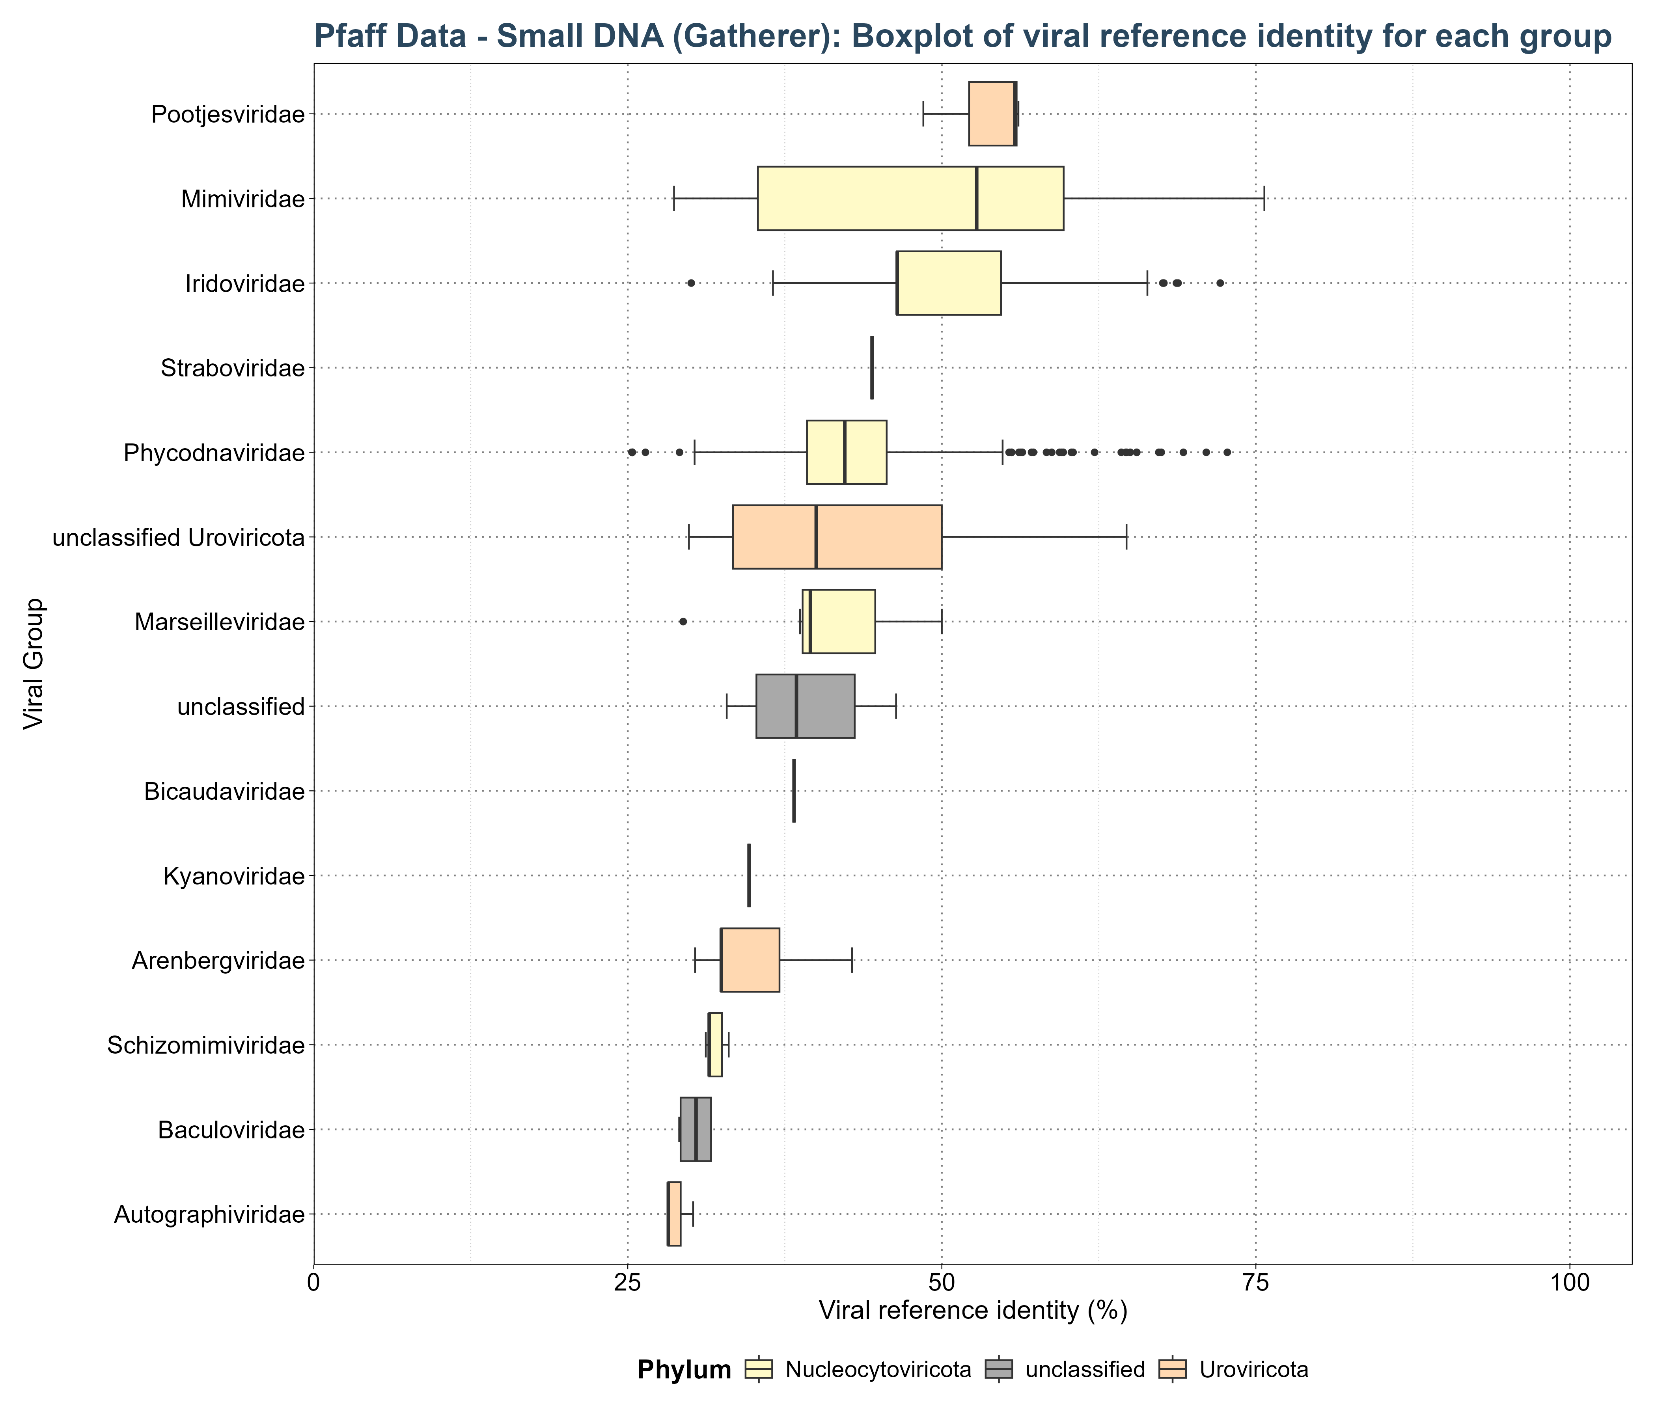 Pfaff Data - Small DNA (Gatherer): Boxplot of viral reference identity for each group
Viral Group
Pootjesviridae
Mimiviridae
Iridoviridae
Straboviridae
Phycodnaviridae
unclassified Uroviricota
Marseilleviridae
unclassified
Bicaudaviridae
Kyanoviridae
Arenbergviridae
Schizomimiviridae
Baculoviridae
Autographiviridae
0 25 50 75 100
Viral reference identity (%)
Phylum Nucleocytoviricota unclassified Uroviricota